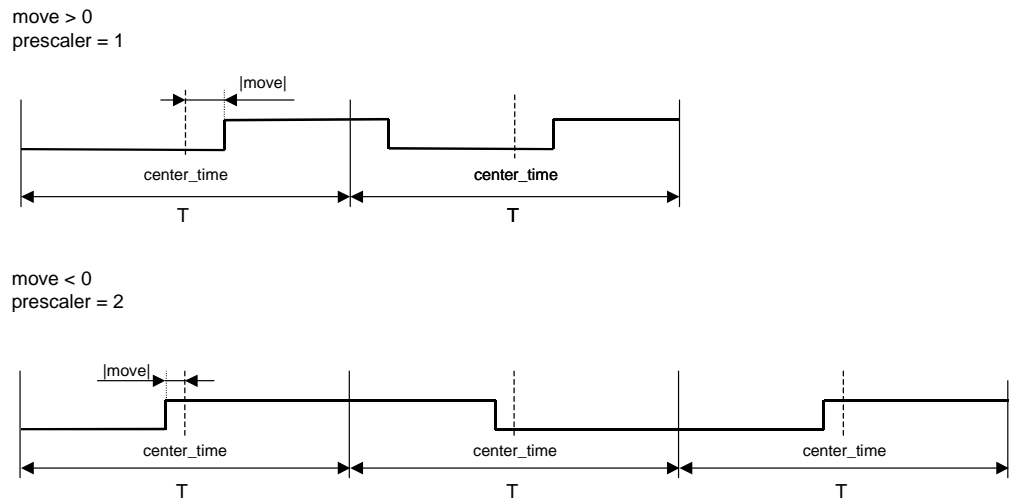 move > 0
prescaler = 1
|move|
center_time
center_time
T
T
move < 0
prescaler = 2
|move|
center_time
center_time
center_time
T
T
T